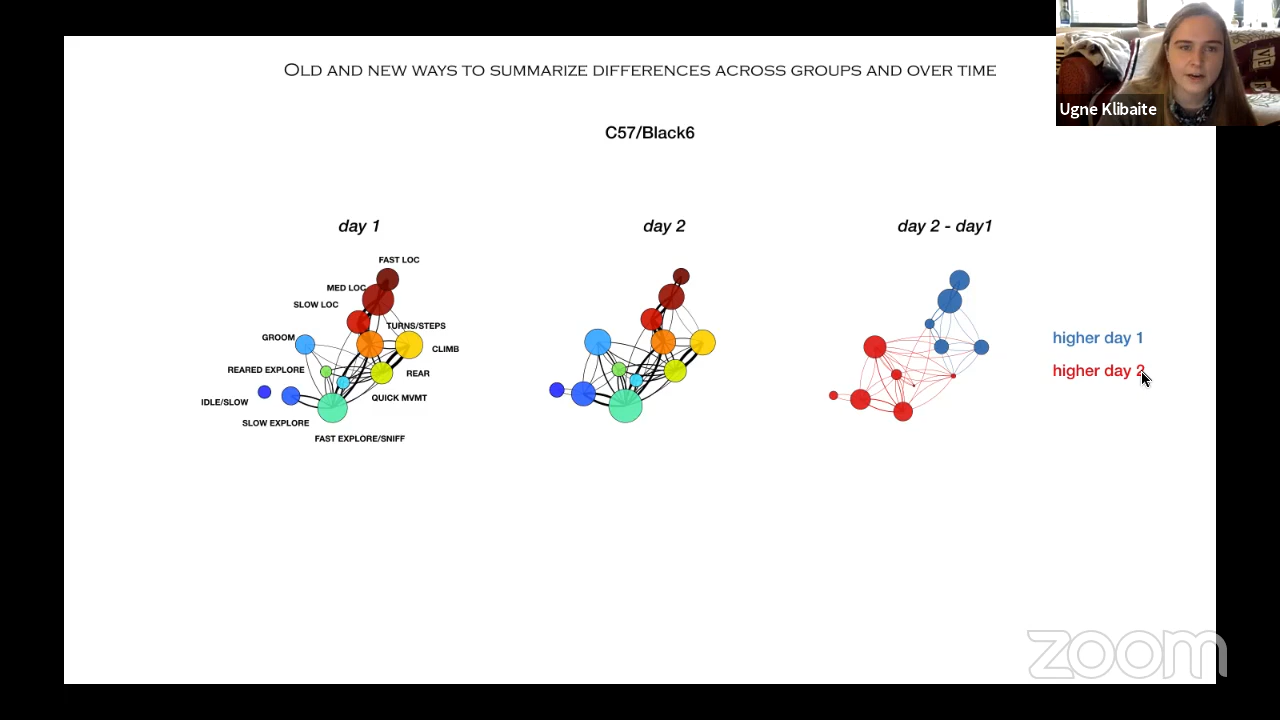 OLD AND NEW WAYS TO SUMMARIZE DIFFERENCES ACROSS GROUPS AND OVER TIME
Ugne Klibaite
C57/Black6
day 1
day 2
day 2 - day1
FAST LOC
MED LOC
SLOW LOC
TURNS/STEPS
GROOM
CLIMB
REARED EXPLORE
REAR
IDLE/SLOW
QUICK MVMT
SLOW EXPLORE
FAST EXPLORE/SNIFF
higher day 1
higher day 2
zoom